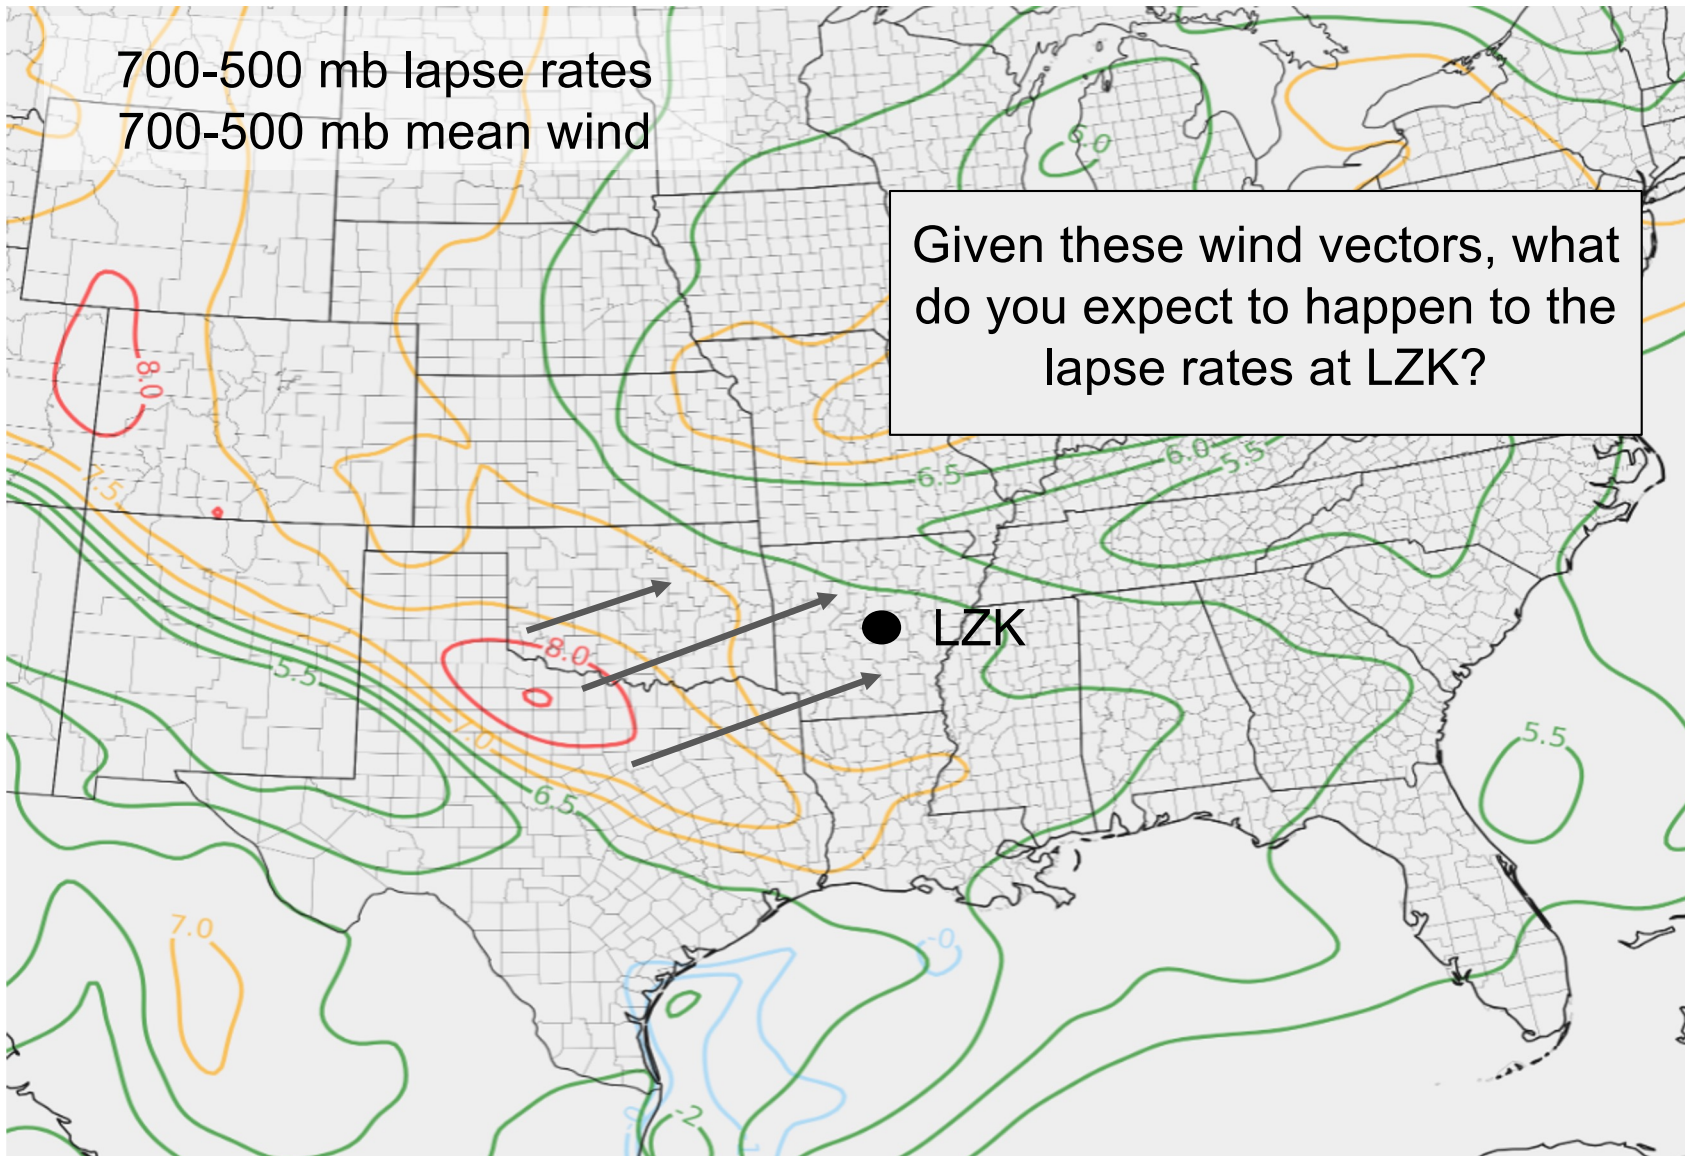 700-500 mb lapse rates
700-500 mb mean wind
6.0
Given these wind vectors, what
do you expect to happen to the
lapse rates at LZK?
8.0
7.5
6.5
6.0
5.5
LZK
8.0
5.5
7.0
6.5
5.5
7.0
-0
-2